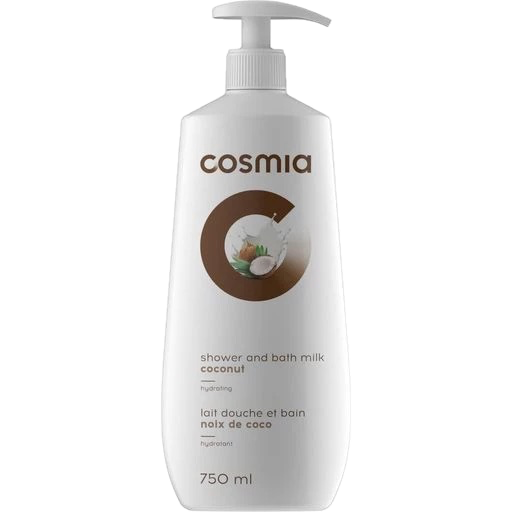 cosmia
shower and bath milk
coconut
hydrating
lait douche et bain
noix de coco
hydratant
750 ml